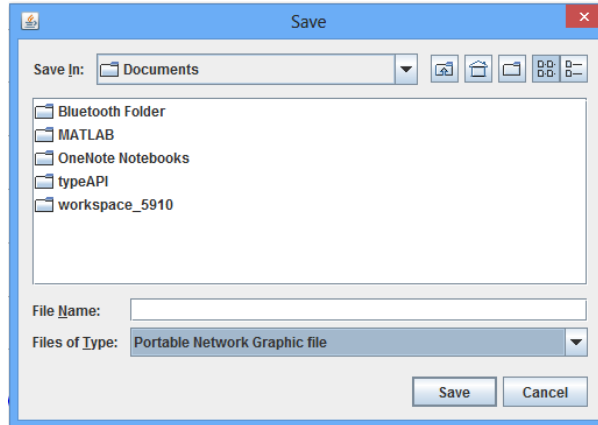 Save
Save In: Documents
Bluetooth Folder
MATLAB
OneNote Notebooks
typeAPI
workspace_5910
File Name:
Files of Type: Portable Network Graphic file
Save Cancel